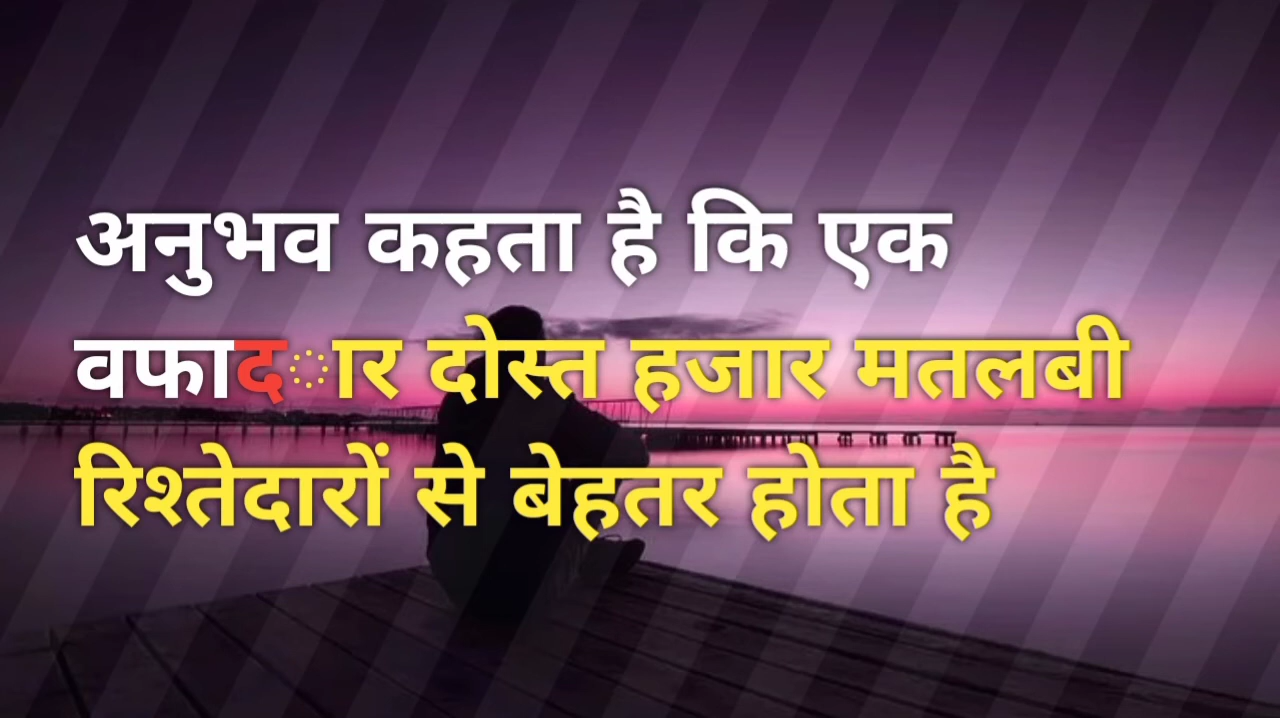 अनुभव कहता है कि एक
वफादार दोस्त हजार मतलबी
रिश्तेदारों से बेहतर होता है